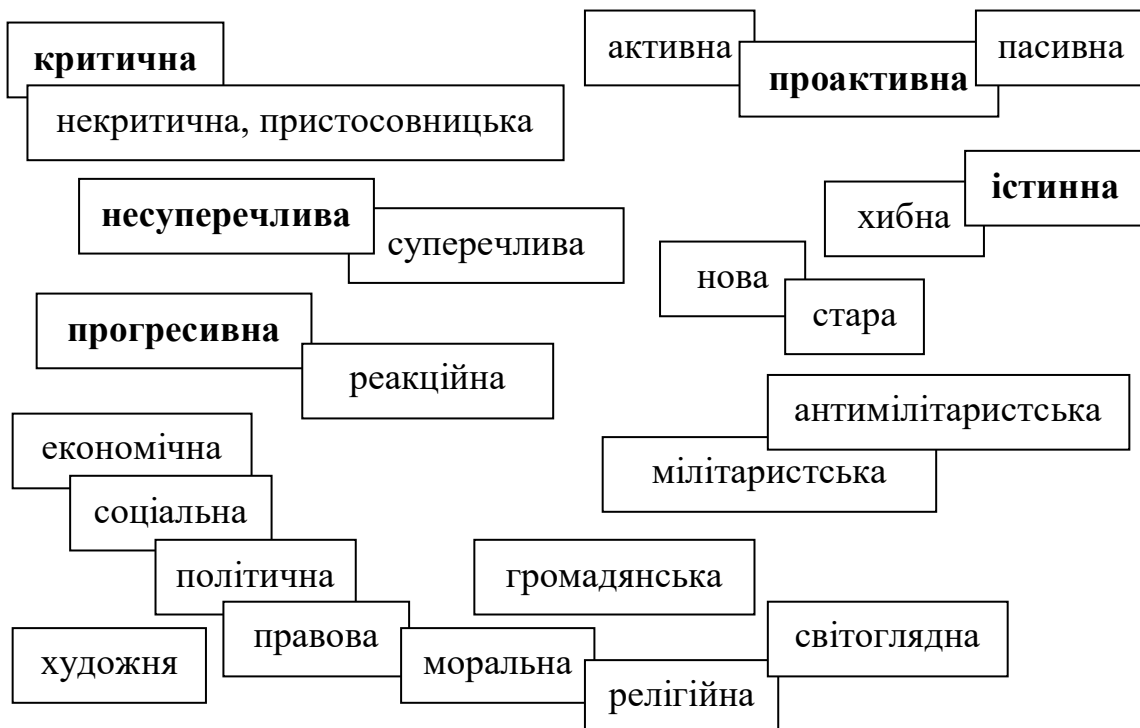 критична
некритична, пристосовницька
активна
проактивна
пасивна
несуперечлива
суперечлива
істинна
хибна
нова
стара
прогресивна
реакційна
антимілітаристська
мілітаристська
економічна
соціальна
політична
правова
моральна
релігійна
світоглядна
громадянська
художня